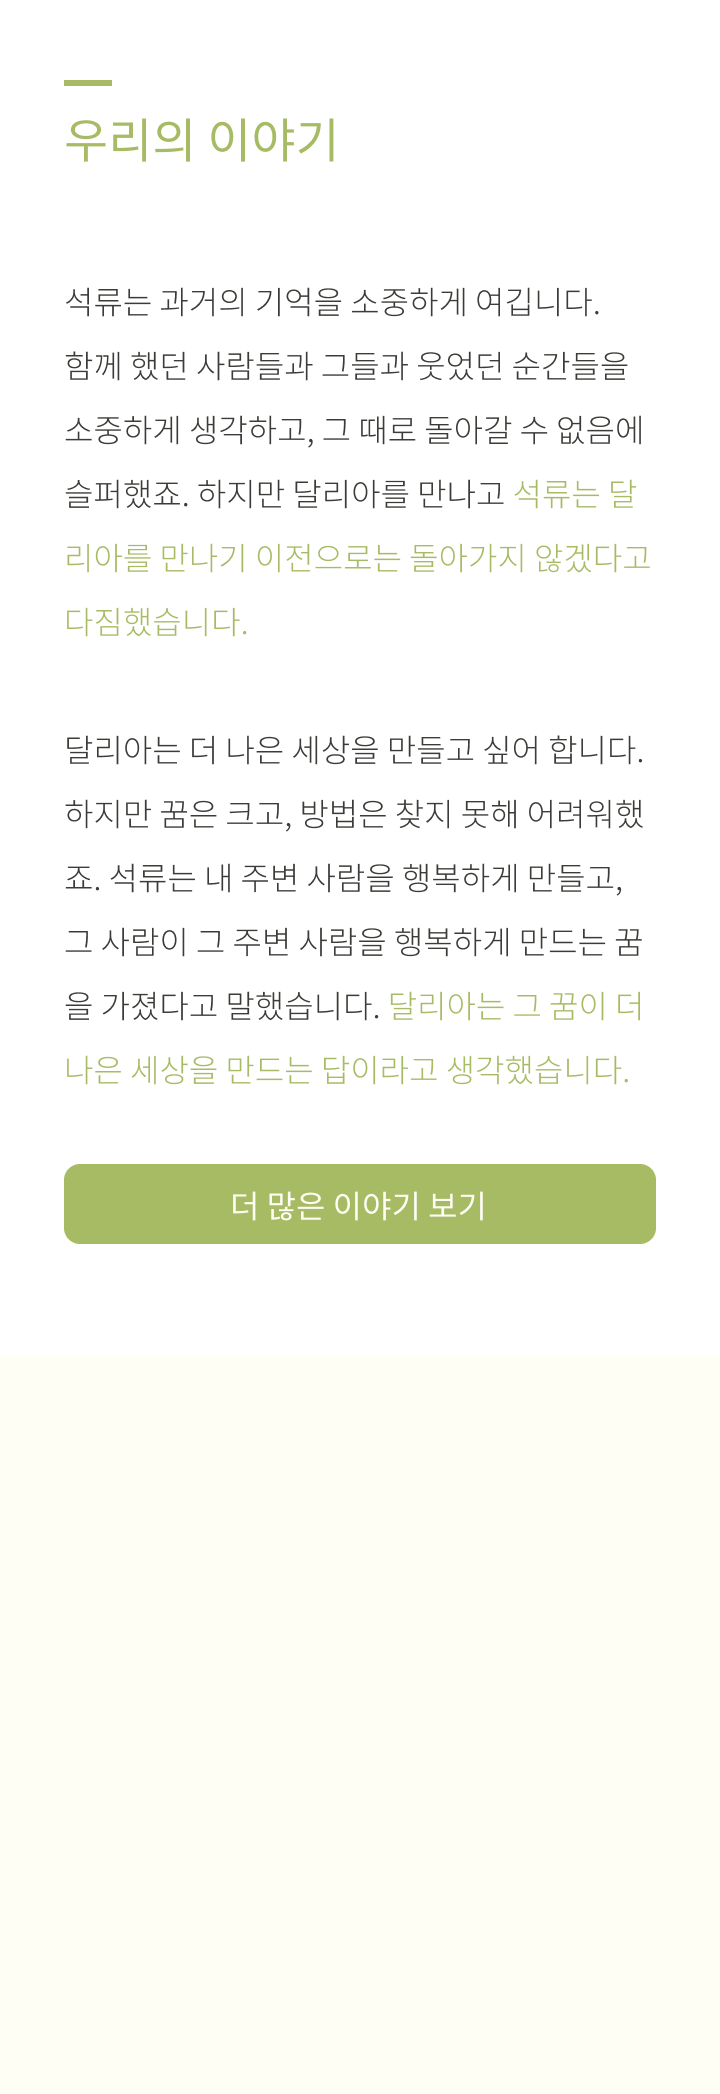 우리의 이야기
석류는 과거의 기억을 소중하게 여깁니다.
함께 했던 사람들과 그들과 웃었던 순간들을
소중하게 생각하고, 그 때로 돌아갈 수 없음에
슬퍼했죠. 하지만 달리아를 만나고 석류는 달
리아를 만나기 이전으로는 돌아가지 않겠다고
다짐했습니다.
달리아는 더 나은 세상을 만들고 싶어 합니다.
하지만 꿈은 크고, 방법은 찾지 못해 어려워했
죠. 석류는 내 주변 사람을 행복하게 만들고,
그 사람이 그 주변 사람을 행복하게 만드는 꿈
을 가졌다고 말했습니다. 달리아는 그 꿈이 더
나은 세상을 만드는 답이라고 생각했습니다.
더 많은 이야기 보기